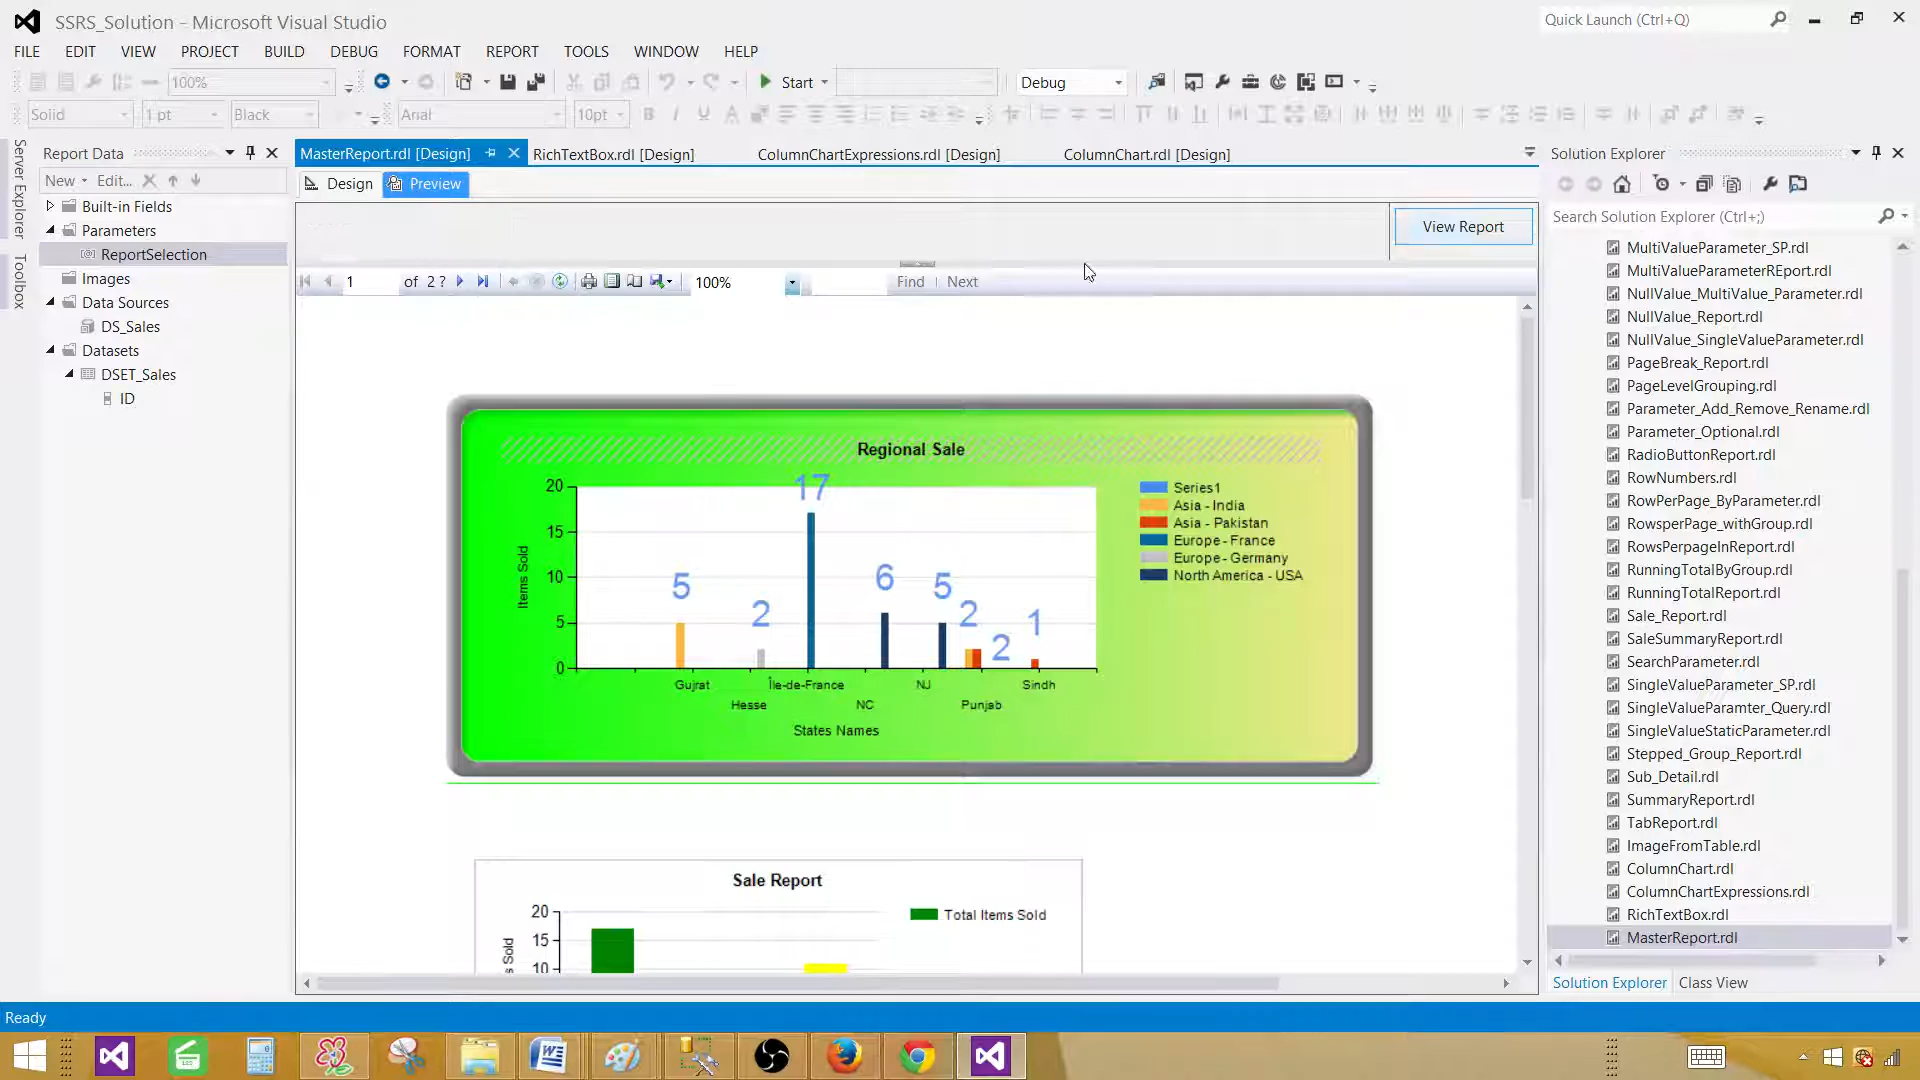 SSRS_Solution - Microsoft Visual Studio
Quick Launch (Ctrl+Q)
FILE EDIT VIEW PROJECT BUILD DEBUG FORMAT REPORT TOOLS WINDOW HELP
100% Start Debug
Solid 1 pt Black Arial 10pt B I U A
Server Explorer
Toolbox
Report Data
New Edit...
Built-in Fields
Parameters
ReportSelection
Images
Data Sources
DS_Sales
Datasets
DSET_Sales
ID
MasterReport.rdl [Design] RichTextBox.rdl [Design] ColumnChartExpressions.rdl [Design] ColumnChart.rdl [Design]
Design Preview
View Report
1 of 2 ? 100% Find Next
Regional Sale
Items Sold
20
15
10
5
0
5
2
17
6
5
2
2
1
Gujrat Île-de-France NJ Sindh
Hesse NC Punjab
States Names
Series1
Asia - India
Asia - Pakistan
Europe - France
Europe - Germany
North America - USA
Sale Report
20
15
10
s Sold
Total Items Sold
Solution Explorer
Search Solution Explorer (Ctrl+;)
MultiValueParameter_SP.rdl
MultiValueParameterREport.rdl
NullValue_MultiValue_Parameter.rdl
NullValue_Report.rdl
NullValue_SingleValueParameter.rdl
PageBreak_Report.rdl
PageLevelGrouping.rdl
Parameter_Add_Remove_Rename.rdl
Parameter_Optional.rdl
RadioButtonReport.rdl
RowNumbers.rdl
RowPerPage_ByParameter.rdl
RowsperPage_withGroup.rdl
RowsPerpageInReport.rdl
RunningTotalByGroup.rdl
RunningTotalReport.rdl
Sale_Report.rdl
SaleSummaryReport.rdl
SearchParameter.rdl
SingleValueParameter_SP.rdl
SingleValueParamter_Query.rdl
SingleValueStaticParameter.rdl
Stepped_Group_Report.rdl
Sub_Detail.rdl
SummaryReport.rdl
TabReport.rdl
ImageFromTable.rdl
ColumnChart.rdl
ColumnChartExpressions.rdl
RichTextBox.rdl
MasterReport.rdl
Solution Explorer Class View
Ready